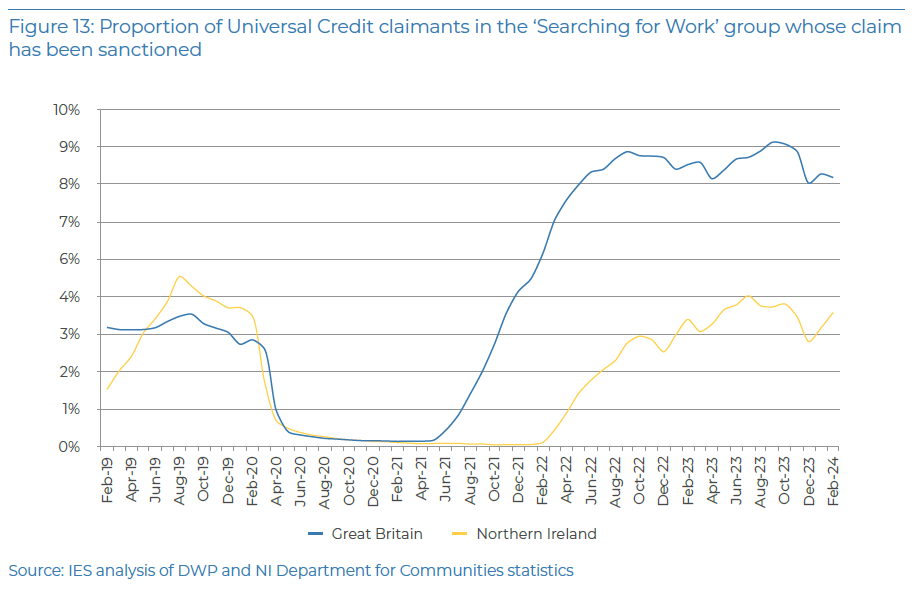 Figure 13: Proportion of Universal Credit claimants in the ‘Searching for Work’ group whose claim
has been sanctioned
10%
9%
8%
7%
6%
4%
3%
2%
1%
0%
Feb-19
Apr-19
Jun-19
Aug-19
Oct-19
Dec-19
Feb-20
Apr-20
Jun-20
Aug-20
Oct-20
Dec-20
Feb-21
Apr-21
Jun-21
Aug-21
Oct-21
Dec-21
Feb-22
Apr-22
Jun-22
Aug-22
Oct-22
Dec-22
Feb-23
Apr-23
Jun-23
Aug-23
Oct-23
Dec-23
Feb-24
Great Britain
Northern Ireland
Source: IES analysis of DWP and NI Department for Communities statistics